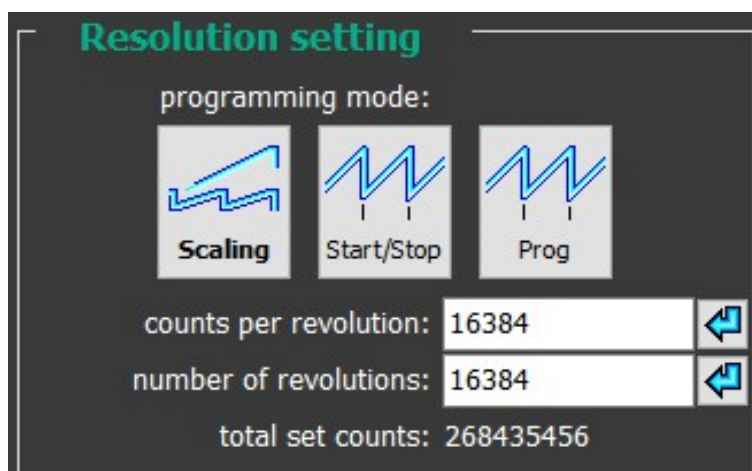 Resolution setting
programming mode:
Scaling Start/Stop Prog
counts per revolution: 16384
number of revolutions: 16384
total set counts: 268435456